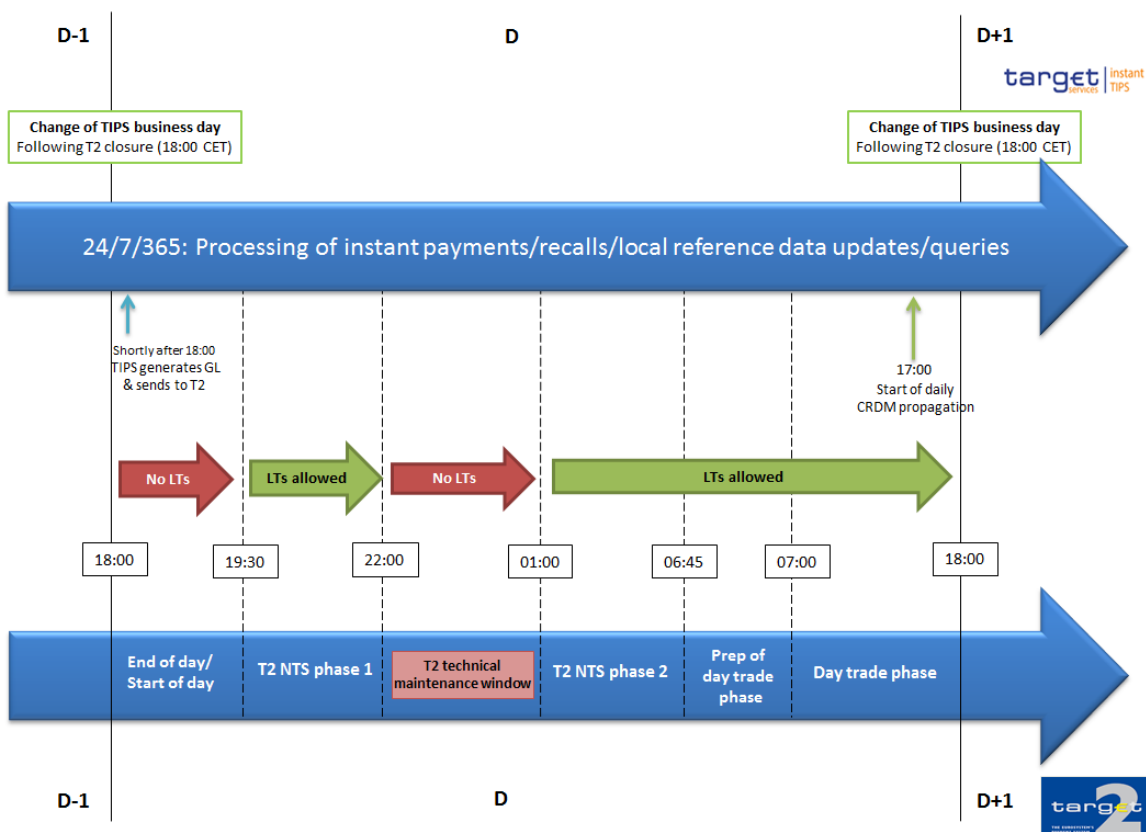 D-1
D
D+1
target
services
instant
TIPS
Change of TIPS business day
Following T2 closure (18:00 CET)
Change of TIPS business day
Following T2 closure (18:00 CET)
24/7/365: Processing of instant payments/recalls/local reference data updates/queries
Shortly after 18:00
TIPS generates GL
& sends to T2
17:00
Start of daily
CRDM propagation
No LTs
LTs allowed
No LTs
LTs allowed
18:00
19:30
22:00
01:00
06:45
07:00
18:00
End of day/
Start of day
T2 NTS phase 1
T2 technical
maintenance window
T2 NTS phase 2
Prep of
day trade
phase
Day trade phase
D-1
D
D+1
target
2